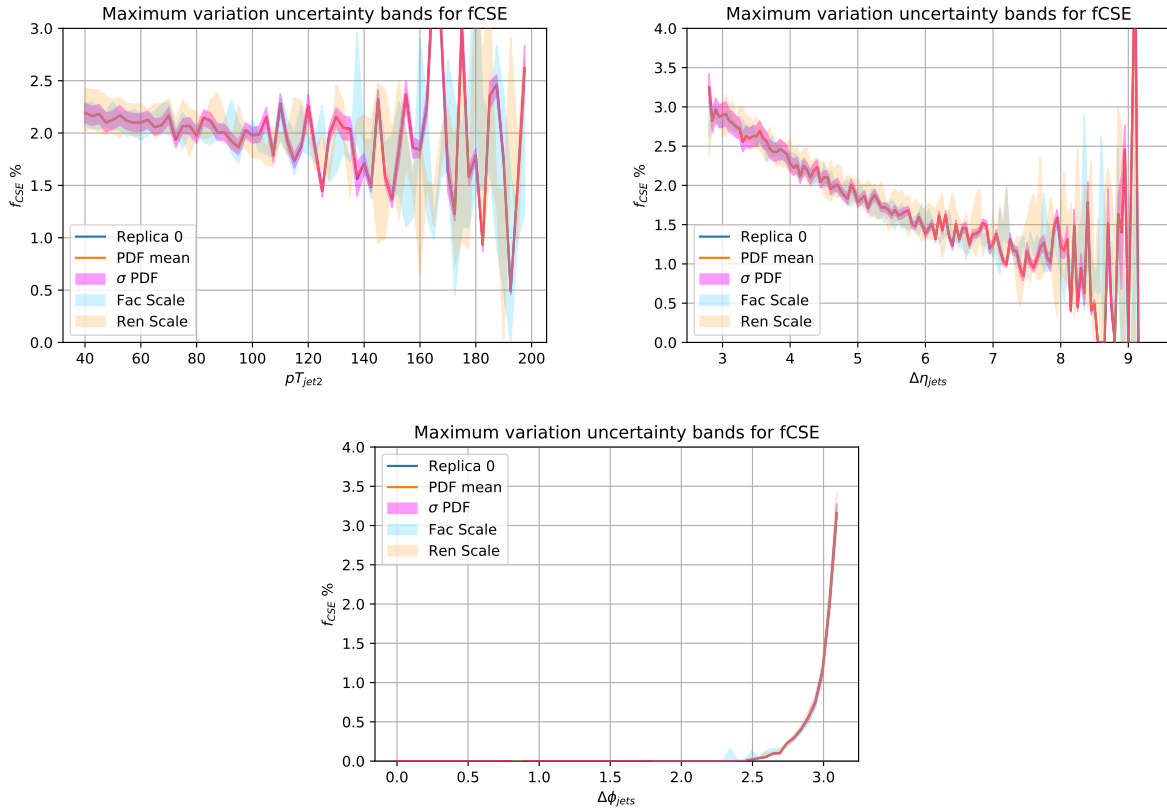 Maximum variation uncertainty bands for fCSE
3.0
2.5
2.0
1.5
1.0
0.5
0.0
f_CSE %
Replica 0
PDF mean
σ PDF
Fac Scale
Ren Scale
40 60 80 100 120 140 160 180 200
pT_jet2
Maximum variation uncertainty bands for fCSE
4.0
3.5
3.0
2.5
2.0
1.5
1.0
0.5
0.0
f_CSE %
Replica 0
PDF mean
σ PDF
Fac Scale
Ren Scale
3 4 5 6 7 8 9
Δη_jets
Maximum variation uncertainty bands for fCSE
4.0
3.5
3.0
2.5
2.0
1.5
1.0
0.5
0.0
f_CSE %
Replica 0
PDF mean
σ PDF
Fac Scale
Ren Scale
0.0 0.5 1.0 1.5 2.0 2.5 3.0
Δϕ_jets